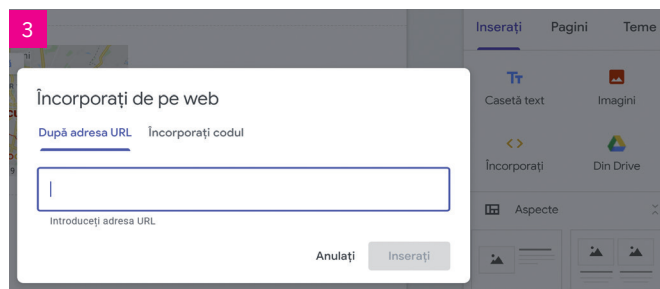 3
Inserați Pagini Teme
Casetă text Imagini
Încorporați de pe web
După adresa URL Încorporați codul
Încorporați Din Drive
Introduceți adresa URL
Aspecte
Anulați Inserați